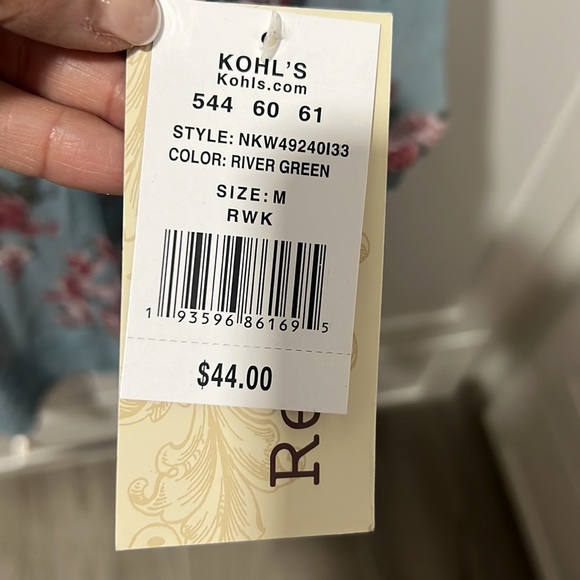 KOHL'S
Kohls.com
544 60 61
STYLE: NKW49240I33
COLOR: RIVER GREEN
SIZE: M
RWK
1 93596 86169 5
$44.00